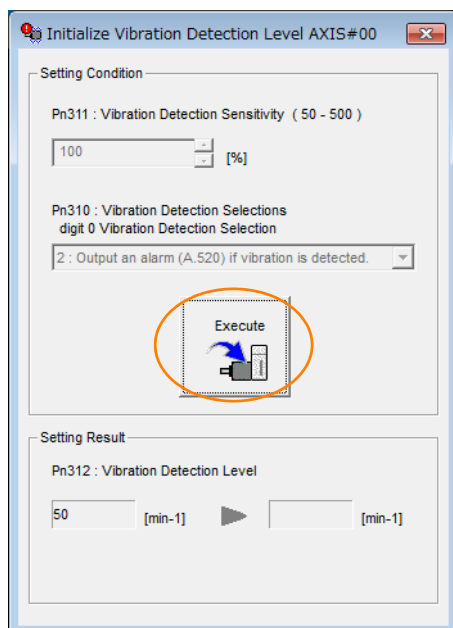 Initialize Vibration Detection Level AXIS#00
Setting Condition
Pn311 : Vibration Detection Sensitivity ( 50 - 500 )
100 [%]
Pn310 : Vibration Detection Selections
digit 0 Vibration Detection Selection
2 : Output an alarm (A.520) if vibration is detected.
Execute
Setting Result
Pn312 : Vibration Detection Level
50 [min-1] [min-1]